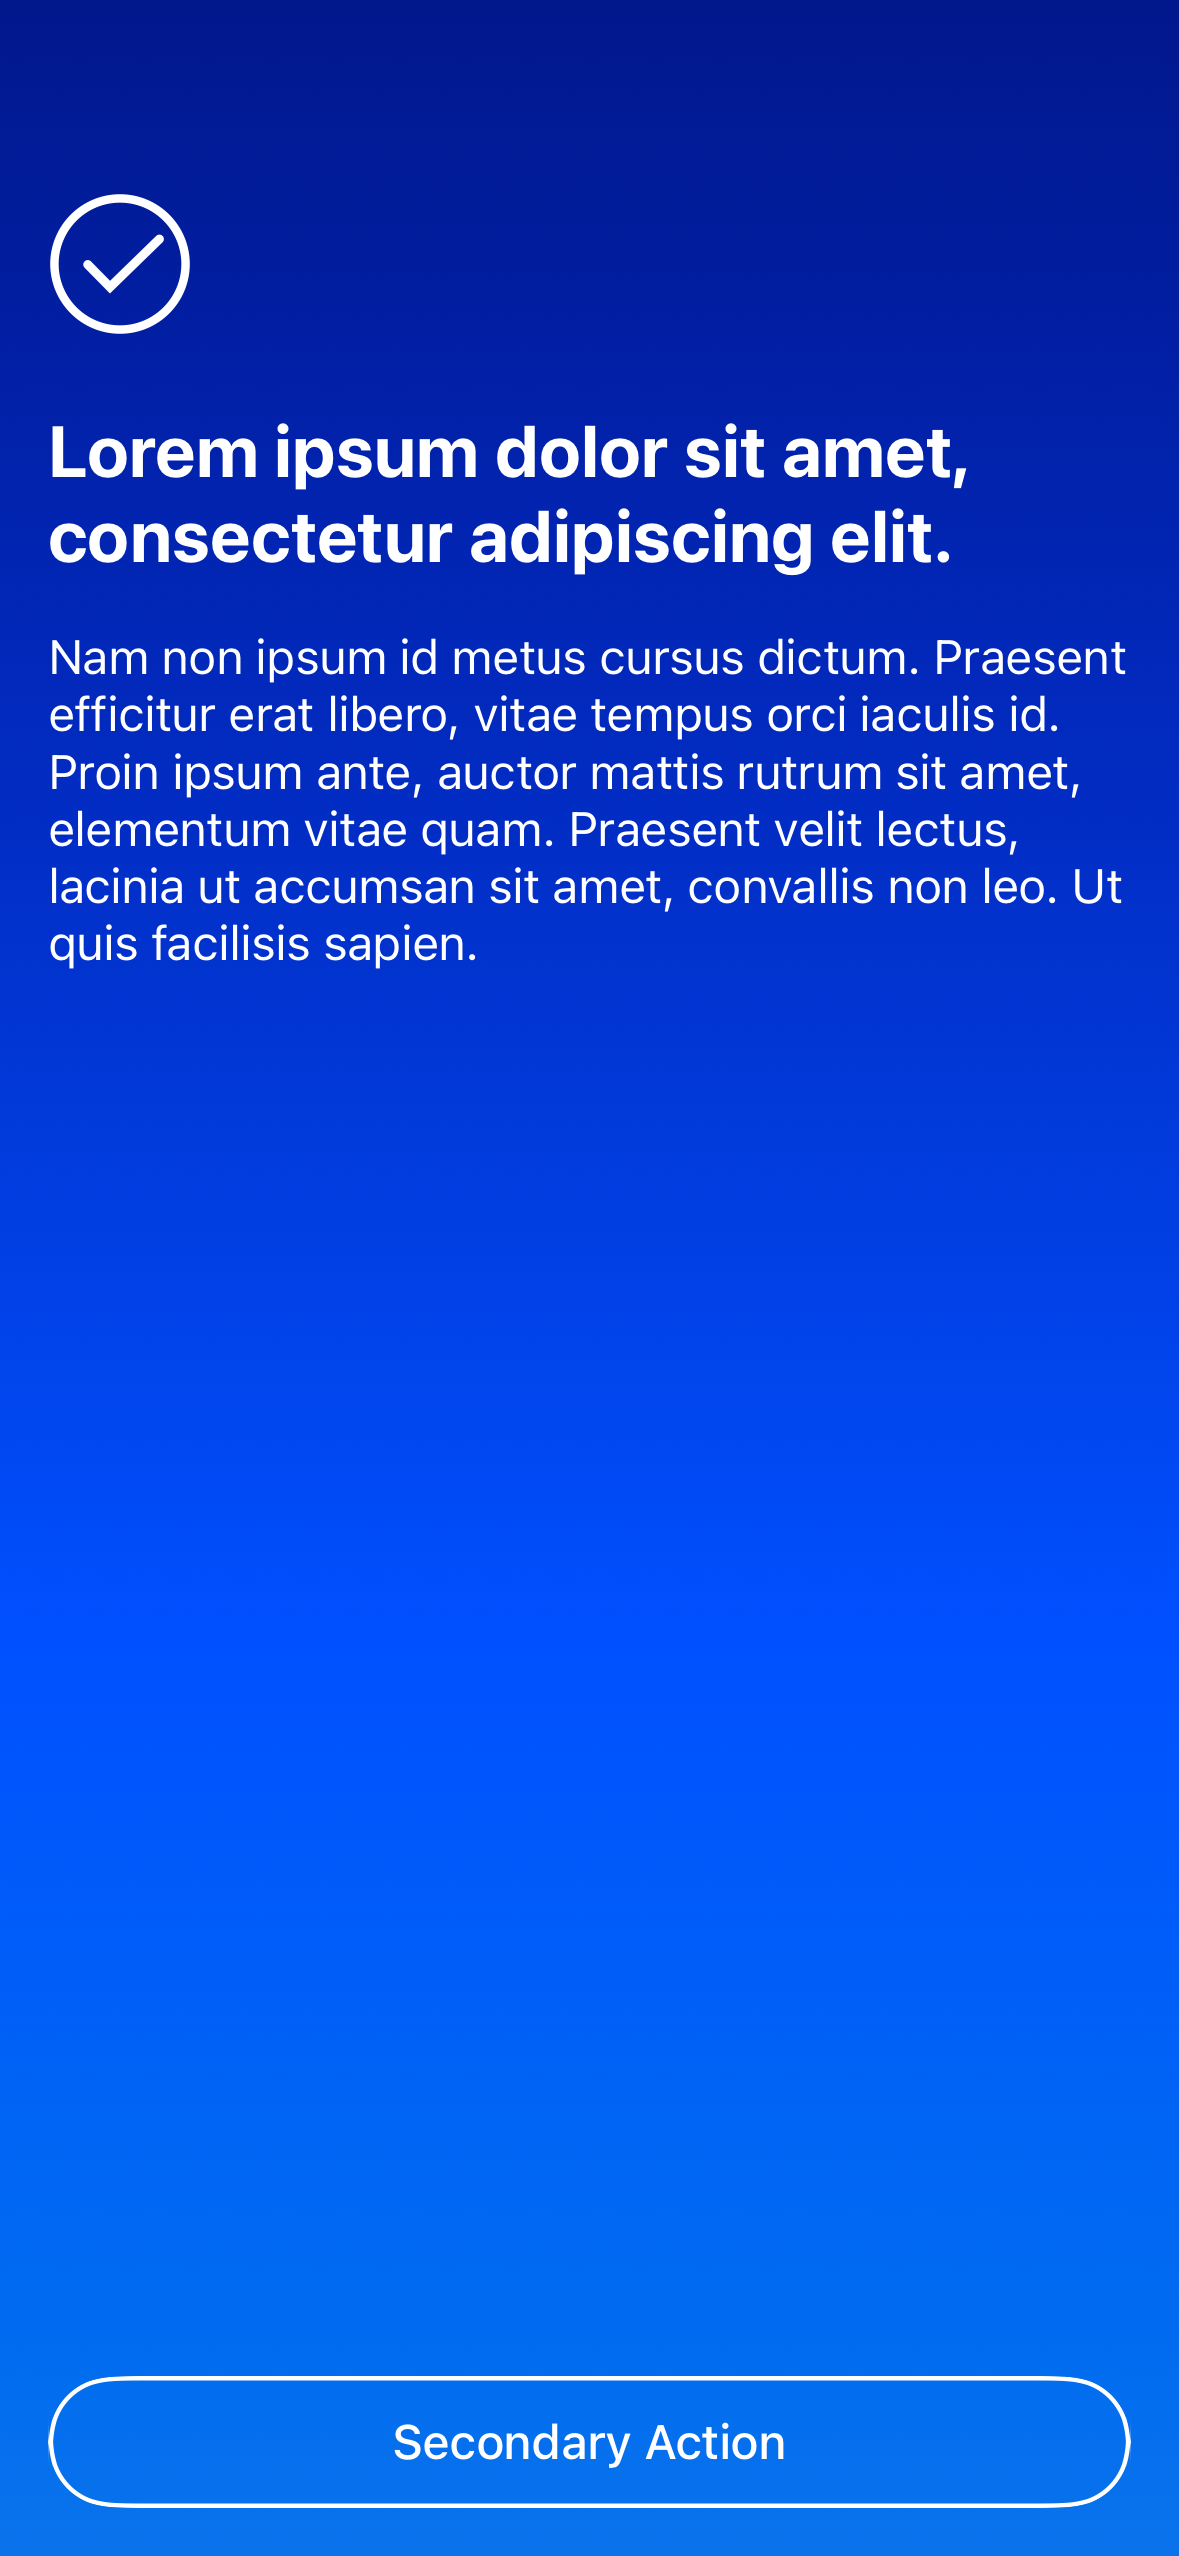 Lorem ipsum dolor sit amet,
consectetur adipiscing elit.
Nam non ipsum id metus cursus dictum. Praesent
efficitur erat libero, vitae tempus orci iaculis id.
Proin ipsum ante, auctor mattis rutrum sit amet,
elementum vitae quam. Praesent velit lectus,
lacinia ut accumsan sit amet, convallis non leo. Ut
quis facilisis sapien.
Secondary Action